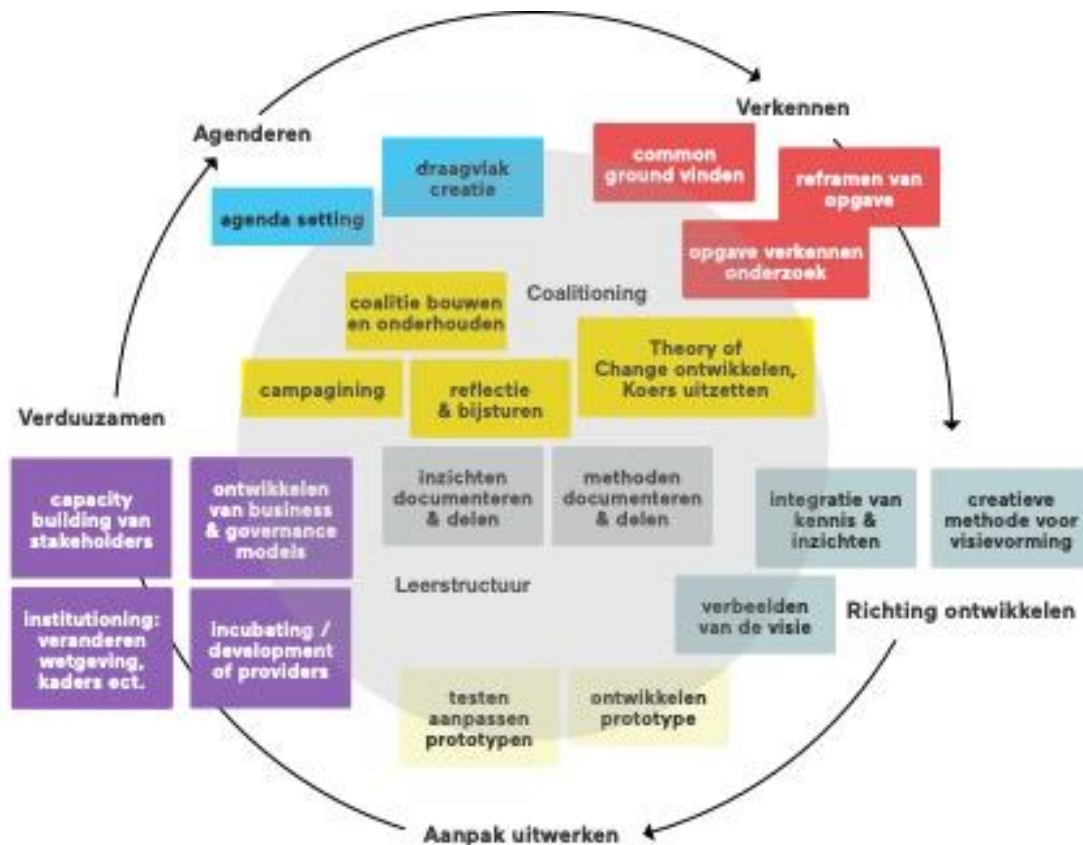 Agenderen
Verkennen
draagvlak
creatie
agenda setting
common
ground vinden
reframen van
opgave
opgave verkennen
onderzoek
Coalitioning
coalitie bouwen
en onderhouden
Theory of
Change ontwikkelen,
Koers uitzetten
campagining
reflectie
& bijsturen
Verduuzamen
capacity
building van
stakeholders
ontwikkelen
van business
& governance
models
inzichten
documenteren
& delen
methoden
documenteren
& delen
integratie van
kennis &
inzichten
creatieve
methode voor
visievorming
Leerstructuur
institutioning:
veranderen
wetgeving,
kaders ect.
incubating /
development
of providers
verbeelden
van de visie
Richting ontwikkelen
testen
aanpassen
prototypen
ontwikkelen
prototype
Aanpak uitwerken